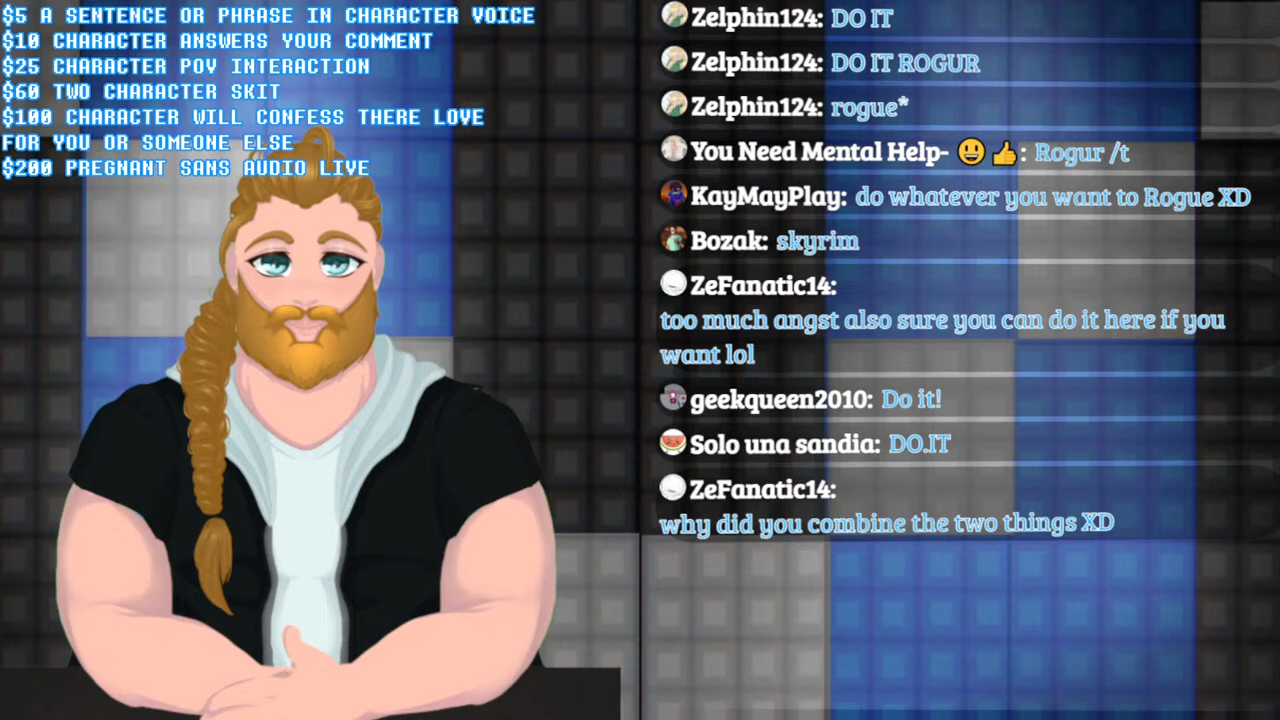 $5 A SENTENCE OR PHRASE IN CHARACTER VOICE
$10 CHARACTER ANSWERS YOUR COMMENT
$25 CHARACTER POV INTERACTION
$60 TWO CHARACTER SKIT
$100 CHARACTER WILL CONFESS THERE LOVE
FOR YOU OR SOMEONE ELSE
$200 PREGNANT SANS AUDIO LIVE
Zelphin124: DO IT
Zelphin124: DO IT ROGUR
Zelphin124: rogue*
You Need Mental Help- 😃 👍: Rogur /t
KayMayPlay: do whatever you want to Rogue XD
Bozak: skyrim
ZeFanatic14:
too much angst also sure you can do it here if you
want lol
geekqueen2010: Do it!
Solo una sandia: DO.IT
ZeFanatic14:
why did you combine the two things XD